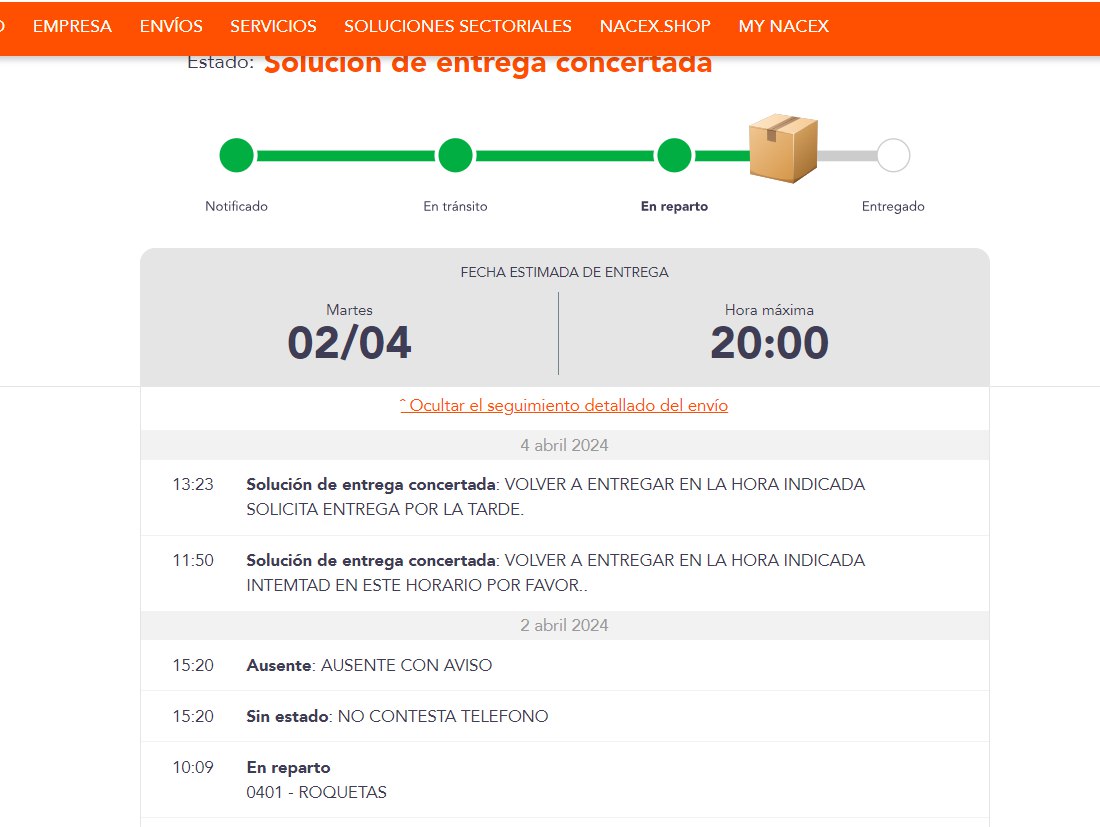 O EMPRESA ENVÍOS SERVICIOS SOLUCIONES SECTORIALES NACEX.SHOP MY NACEX
Estado: Solución de entrega concertada
Notificado En tránsito En reparto Entregado
FECHA ESTIMADA DE ENTREGA
Martes Hora máxima
02/04 20:00
ˆ Ocultar el seguimiento detallado del envío
4 abril 2024
13:23 Solución de entrega concertada: VOLVER A ENTREGAR EN LA HORA INDICADA
SOLICITA ENTREGA POR LA TARDE.
11:50 Solución de entrega concertada: VOLVER A ENTREGAR EN LA HORA INDICADA
INTEMTAD EN ESTE HORARIO POR FAVOR..
2 abril 2024
15:20 Ausente: AUSENTE CON AVISO
15:20 Sin estado: NO CONTESTA TELEFONO
10:09 En reparto
0401 - ROQUETAS